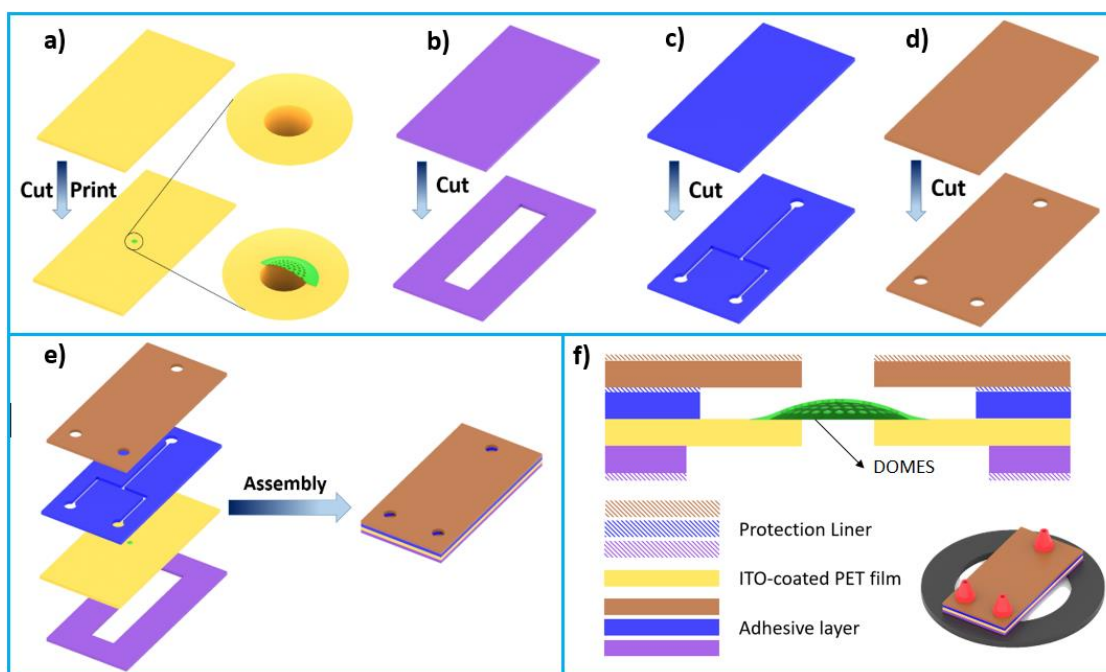 a)
b)
c)
d)
Cut Print
Cut
Cut
Cut
e)
Assembly
f)
DOMES
Protection Liner
ITO-coated PET film
Adhesive layer